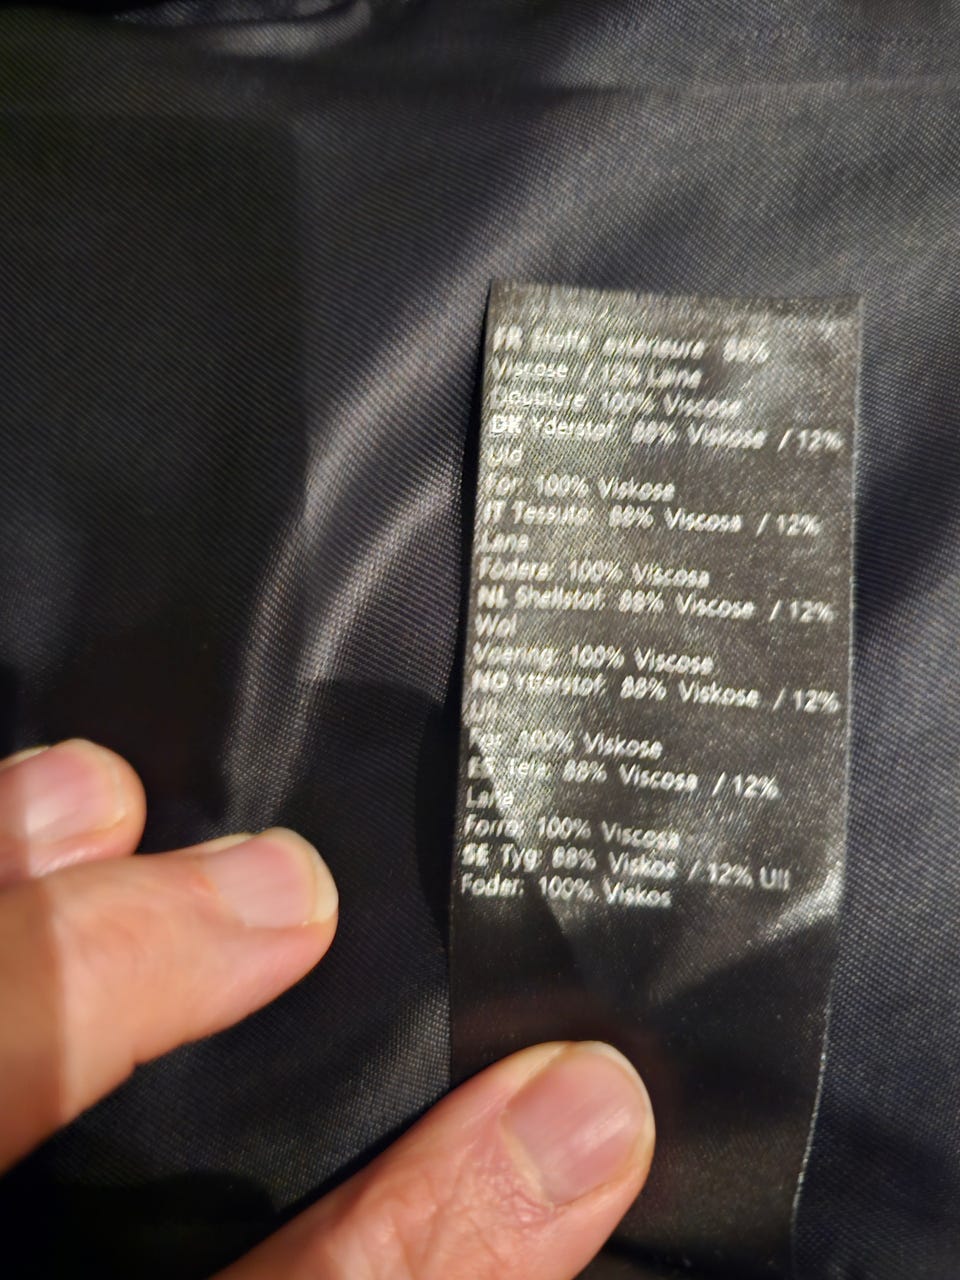 FR Stoffe extérieure 88%
Viscose / 12% Laine
Doublure: 100% Viscose
DK Yderstof: 88% Viskose / 12%
Uld
For: 100% Viskose
IT Tessuto: 88% Viscosa / 12%
Lana
Fodera: 100% Viscosa
NL Shellstof: 88% Viscose / 12%
Wol
Voering: 100% Viscose
NO Ytterstof: 88% Viskose / 12%
Ull
For: 100% Viskose
ES Tela: 88% Viscosa / 12%
Lana
Forro: 100% Viscosa
SE Tyg: 88% Viskos / 12% Ull
Foder: 100% Viskos